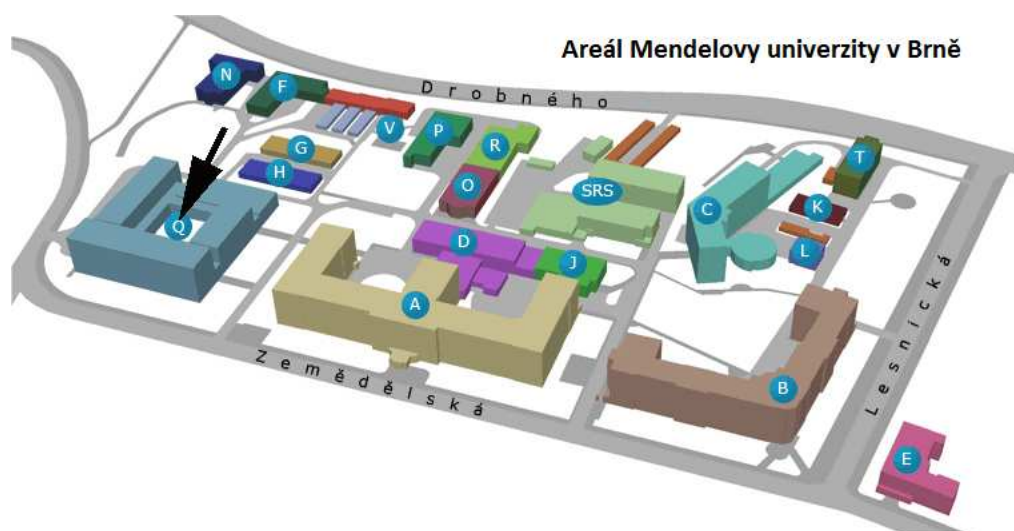 Areál Mendelovy univerzity v Brně
Drobného
N
F
V
P
R
G
H
O
SRS
T
C
K
Q
D
J
L
A
B
Zemědělská
Lesnická
E